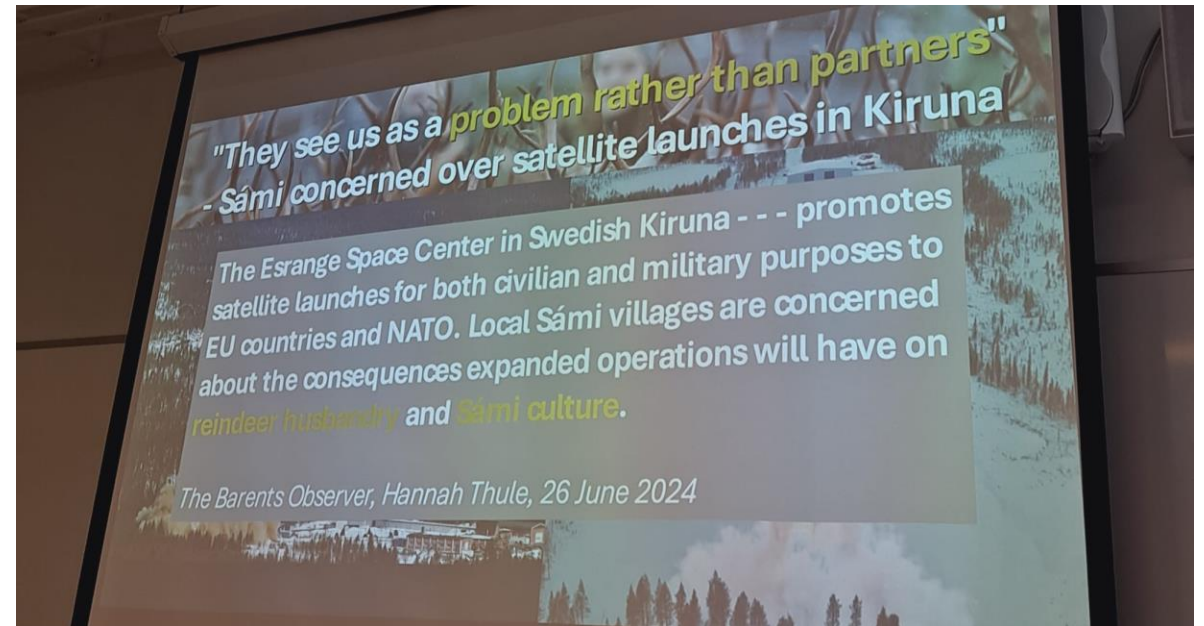 "They see us as a problem rather than partners"
- Sámi concerned over satellite launches in Kiruna
The Esrange Space Center in Swedish Kiruna - - - promotes
satellite launches for both civilian and military purposes to
EU countries and NATO. Local Sámi villages are concerned
about the consequences expanded operations will have on
reindeer husbandry and Sámi culture.
The Barents Observer, Hannah Thule, 26 June 2024